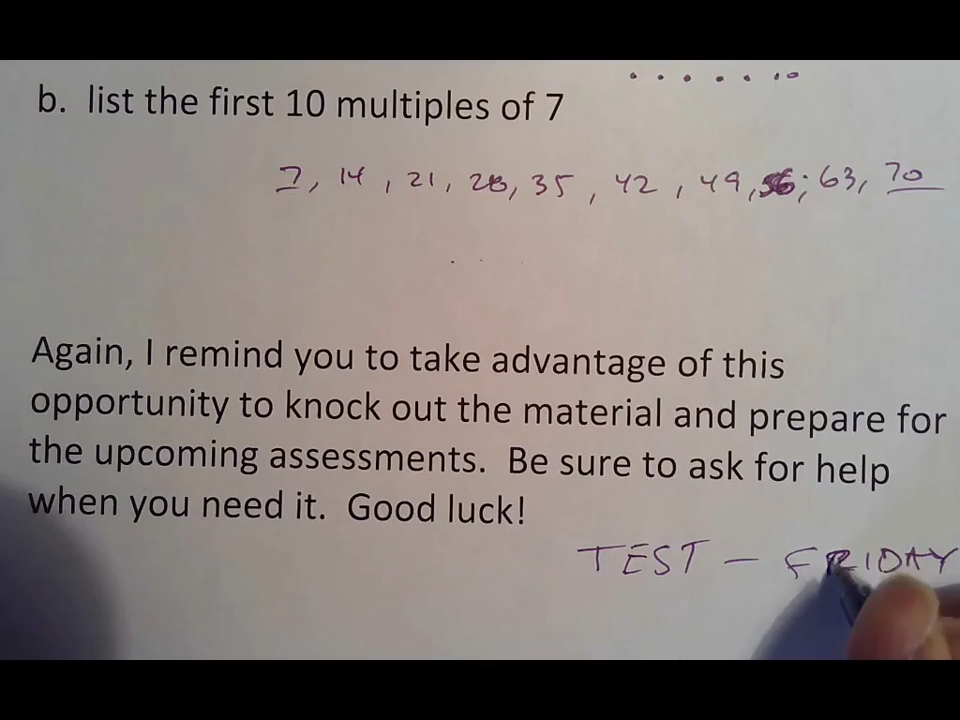 b. list the first 10 multiples of 7
7, 14, 21, 28, 35, 42, 49, 56, 63, 70
Again, I remind you to take advantage of this
opportunity to knock out the material and prepare for
the upcoming assessments. Be sure to ask for help
when you need it. Good luck!
TEST - FRIDAY